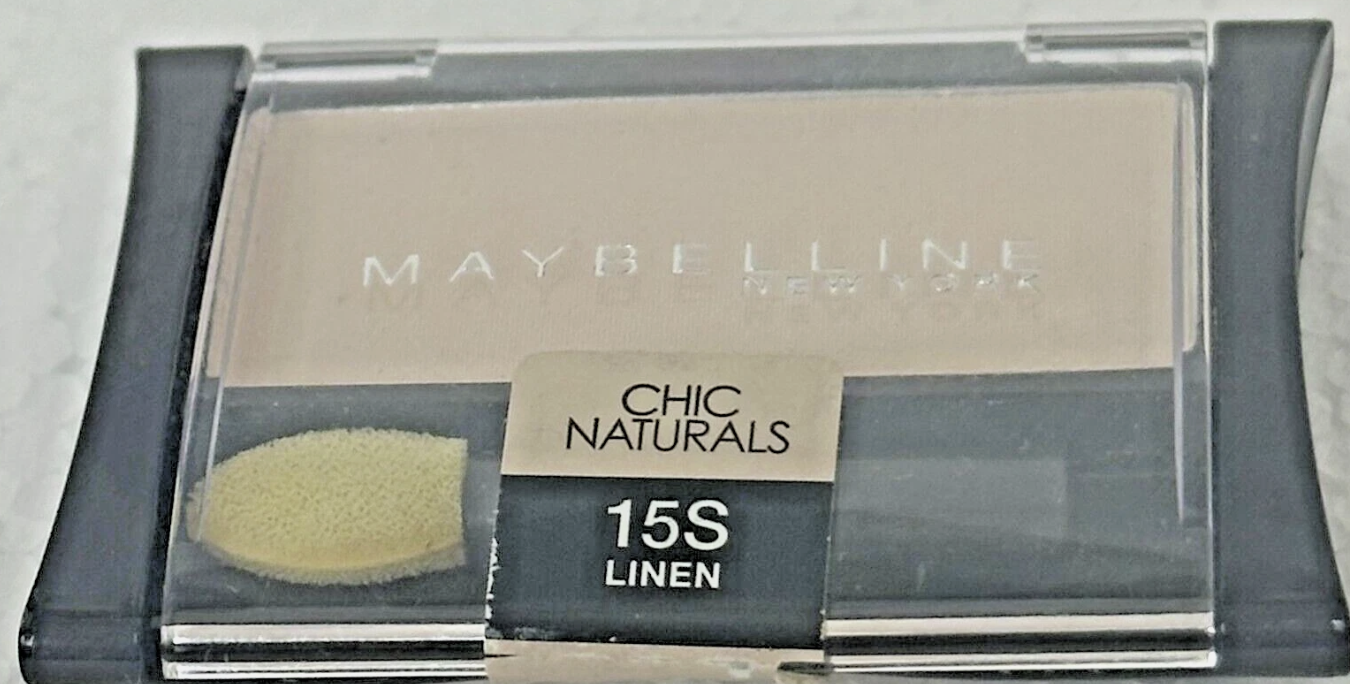 MAYBELLINE
NEW YORK
CHIC
NATURALS
15S
LINEN